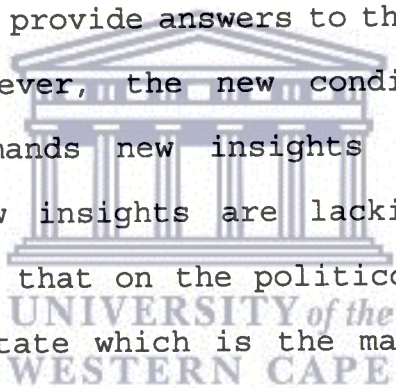 provide answers to th
ever, the new condi
mands new insights
w insights are lacki
that on the politico
UNIVERSITY of the
tate which is the ma
WESTERN CAPE